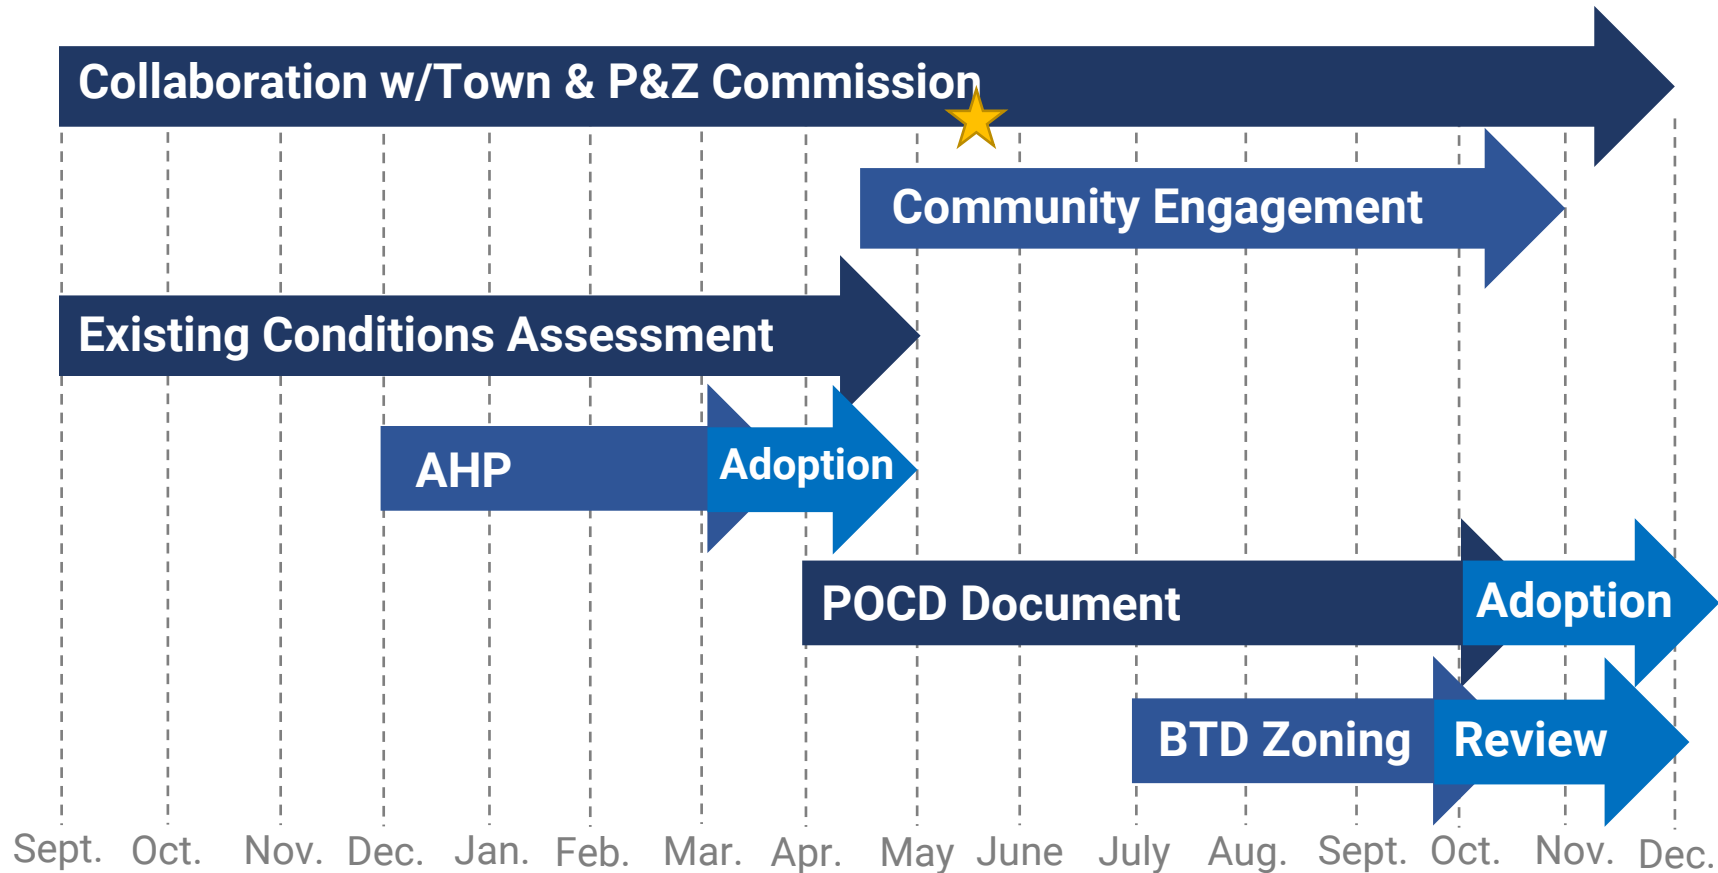 Collaboration w/Town & P&Z Commission
Community Engagement
Existing Conditions Assessment
AHP
Adoption
POCD Document
Adoption
BTD Zoning
Review
Sept. Oct. Nov. Dec. Jan. Feb. Mar. Apr. May June July Aug. Sept. Oct. Nov. Dec.